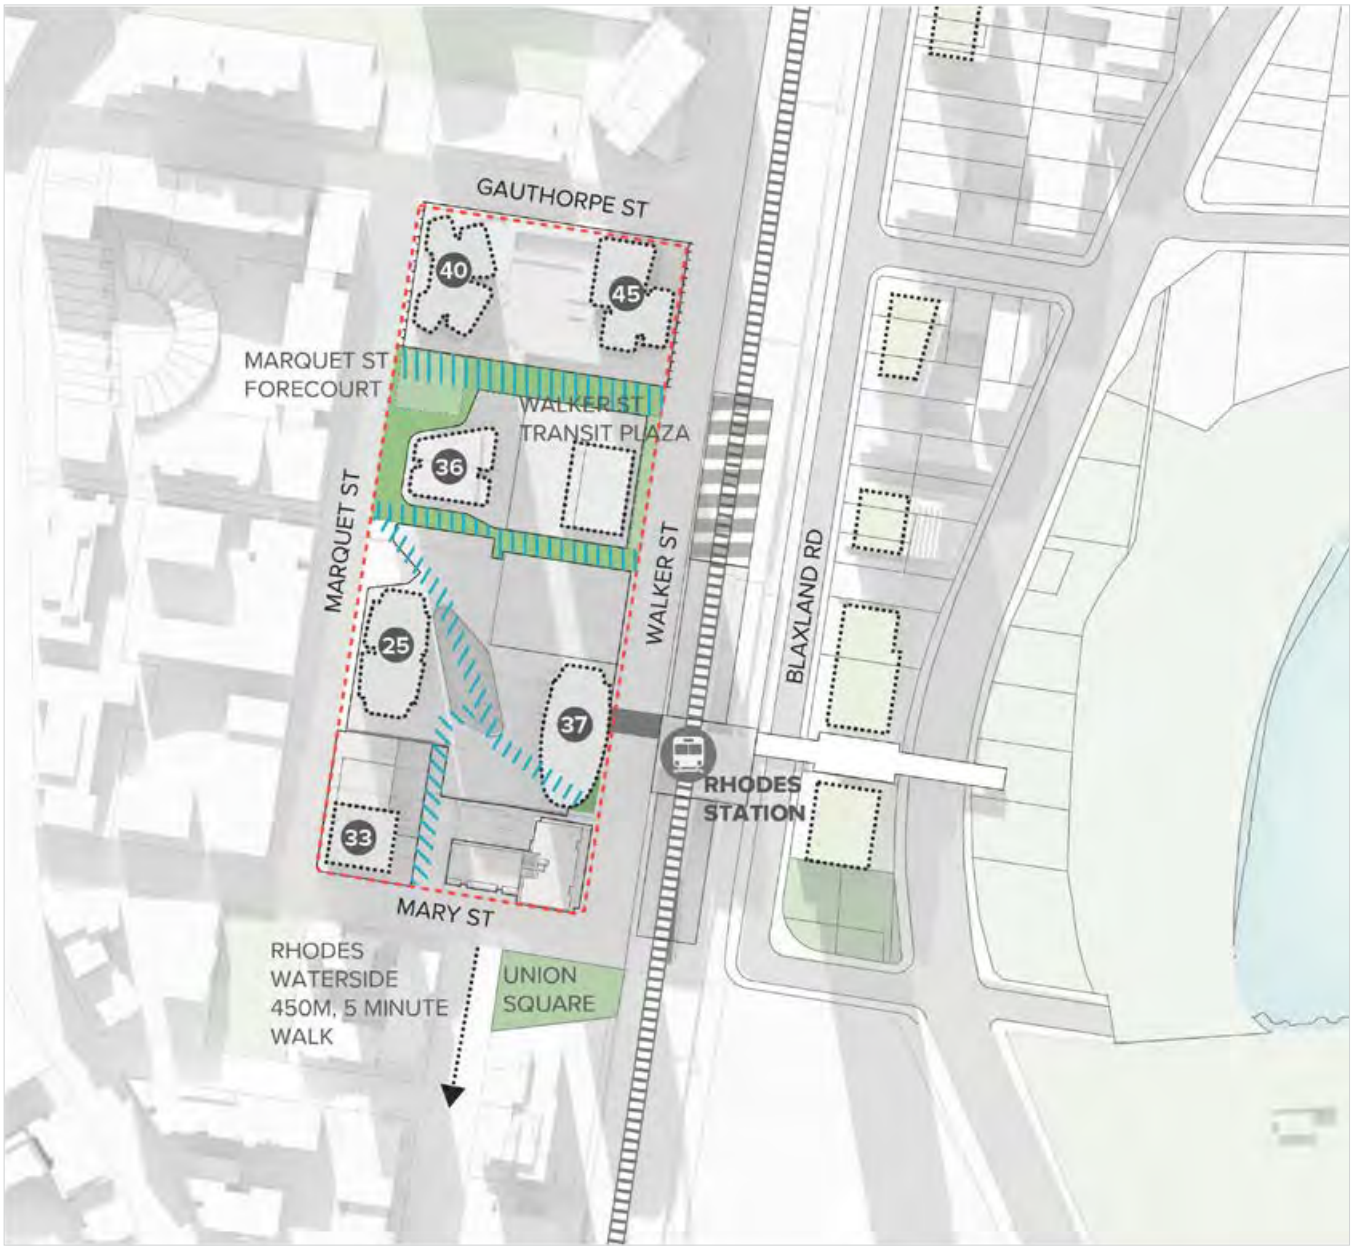 GAUTHORPE ST
40
45
MARQUET ST
FORECOURT
WALKER ST
TRANSIT PLAZA
36
MARQUET ST
WALKER ST
BLAXLAND RD
25
37
RHODES
STATION
33
MARY ST
RHODES
WATERSIDE
450M, 5 MINUTE
WALK
UNION
SQUARE